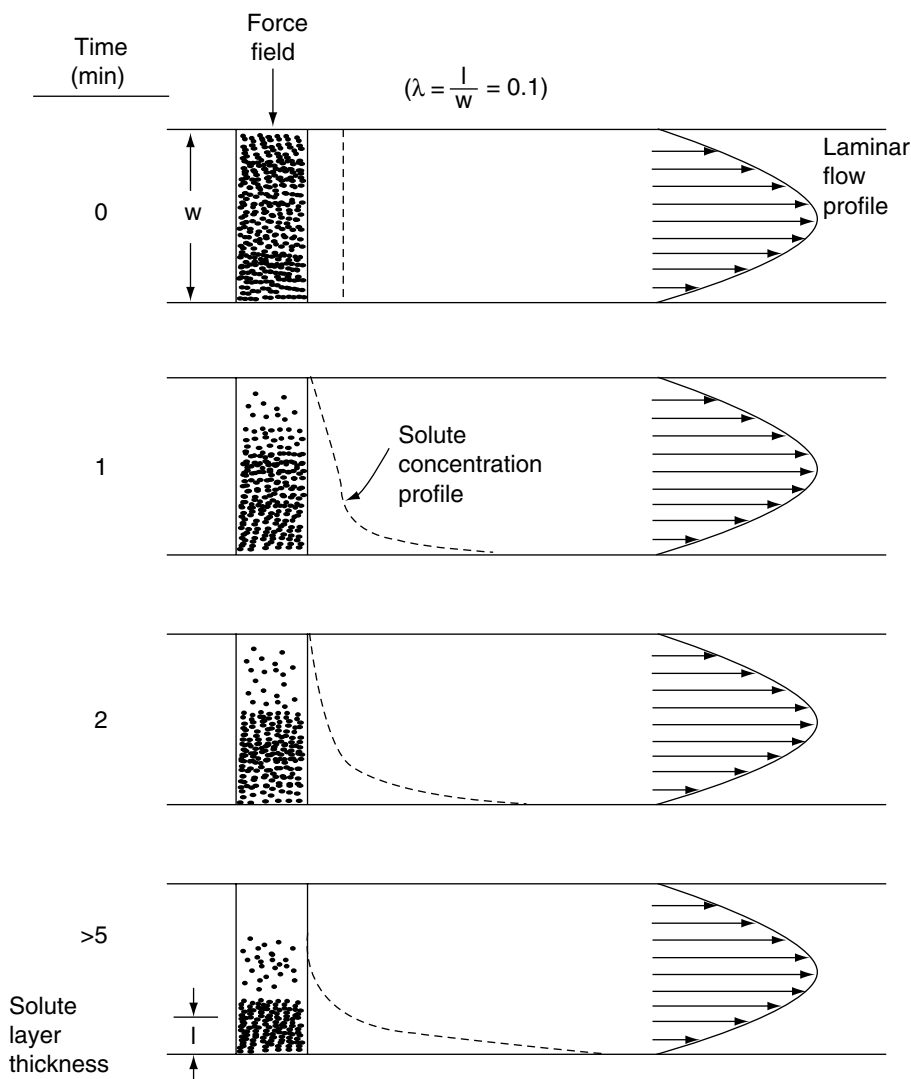 Time
(min)
Force
field
(λ = l/w = 0.1)
0
w
Laminar
flow
profile
1
Solute
concentration
profile
2
>5
Solute
layer
thickness
l